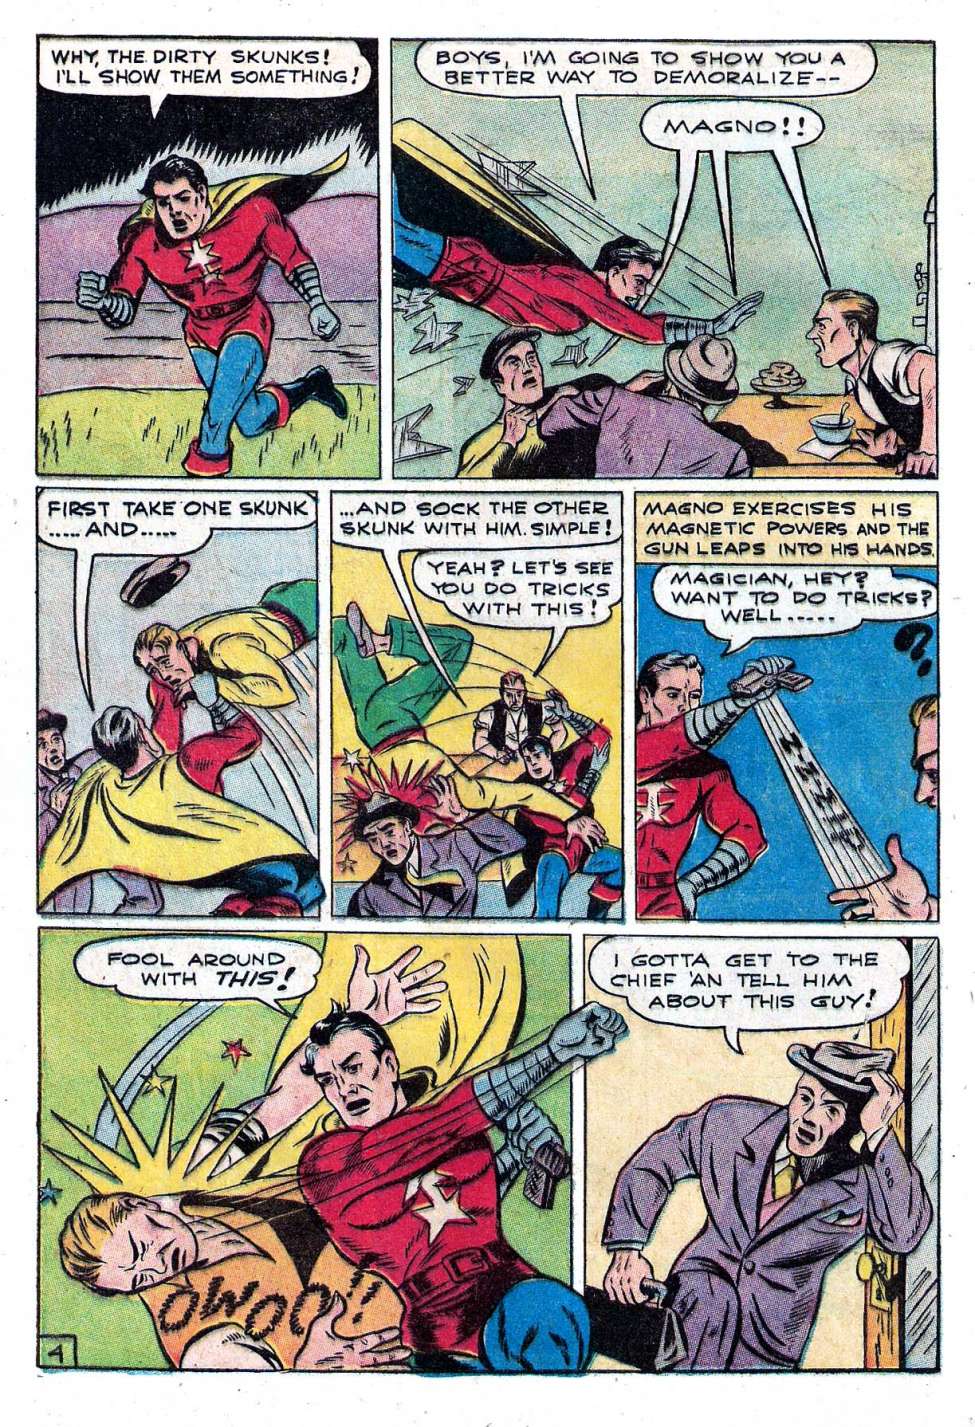 WHY, THE DIRTY SKUNKS!
I'LL SHOW THEM SOMETHING!
BOYS, I'M GOING TO SHOW YOU A
BETTER WAY TO DEMORALIZE--
MAGNO!!
FIRST TAKE ONE SKUNK
.....AND.....
...AND SOCK THE OTHER
SKUNK WITH HIM. SIMPLE!
YEAH? LET'S SEE
YOU DO TRICKS
WITH THIS!
MAGNO EXERCISES HIS
MAGNETIC POWERS AND THE
GUN LEAPS INTO HIS HANDS.
MAGICIAN, HEY?
WANT TO DO TRICKS?
WELL.....
?,
FOOL AROUND
WITH THIS!
OWOO!!
I GOTTA GET TO THE
CHIEF 'AN TELL HIM
ABOUT THIS GUY!
4